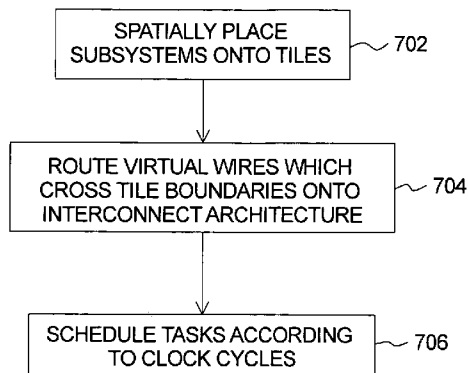 SPATIALLY PLACE
SUBSYSTEMS ONTO TILES
702
ROUTE VIRTUAL WIRES WHICH
CROSS TILE BOUNDARIES ONTO
INTERCONNECT ARCHITECTURE
704
SCHEDULE TASKS ACCORDING
TO CLOCK CYCLES
706